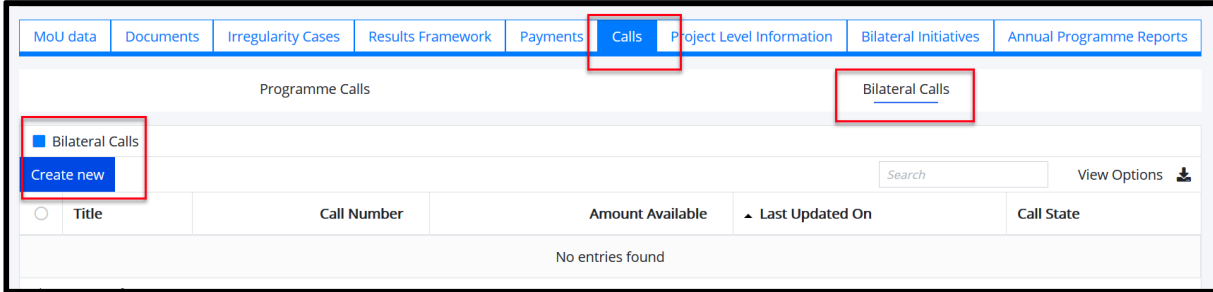 MoU data Documents Irregularity Cases Results Framework Payments Calls Project Level Information Bilateral Initiatives Annual Programme Reports
Programme Calls Bilateral Calls
Bilateral Calls
Create new Search View Options
Title Call Number Amount Available Last Updated On Call State
No entries found